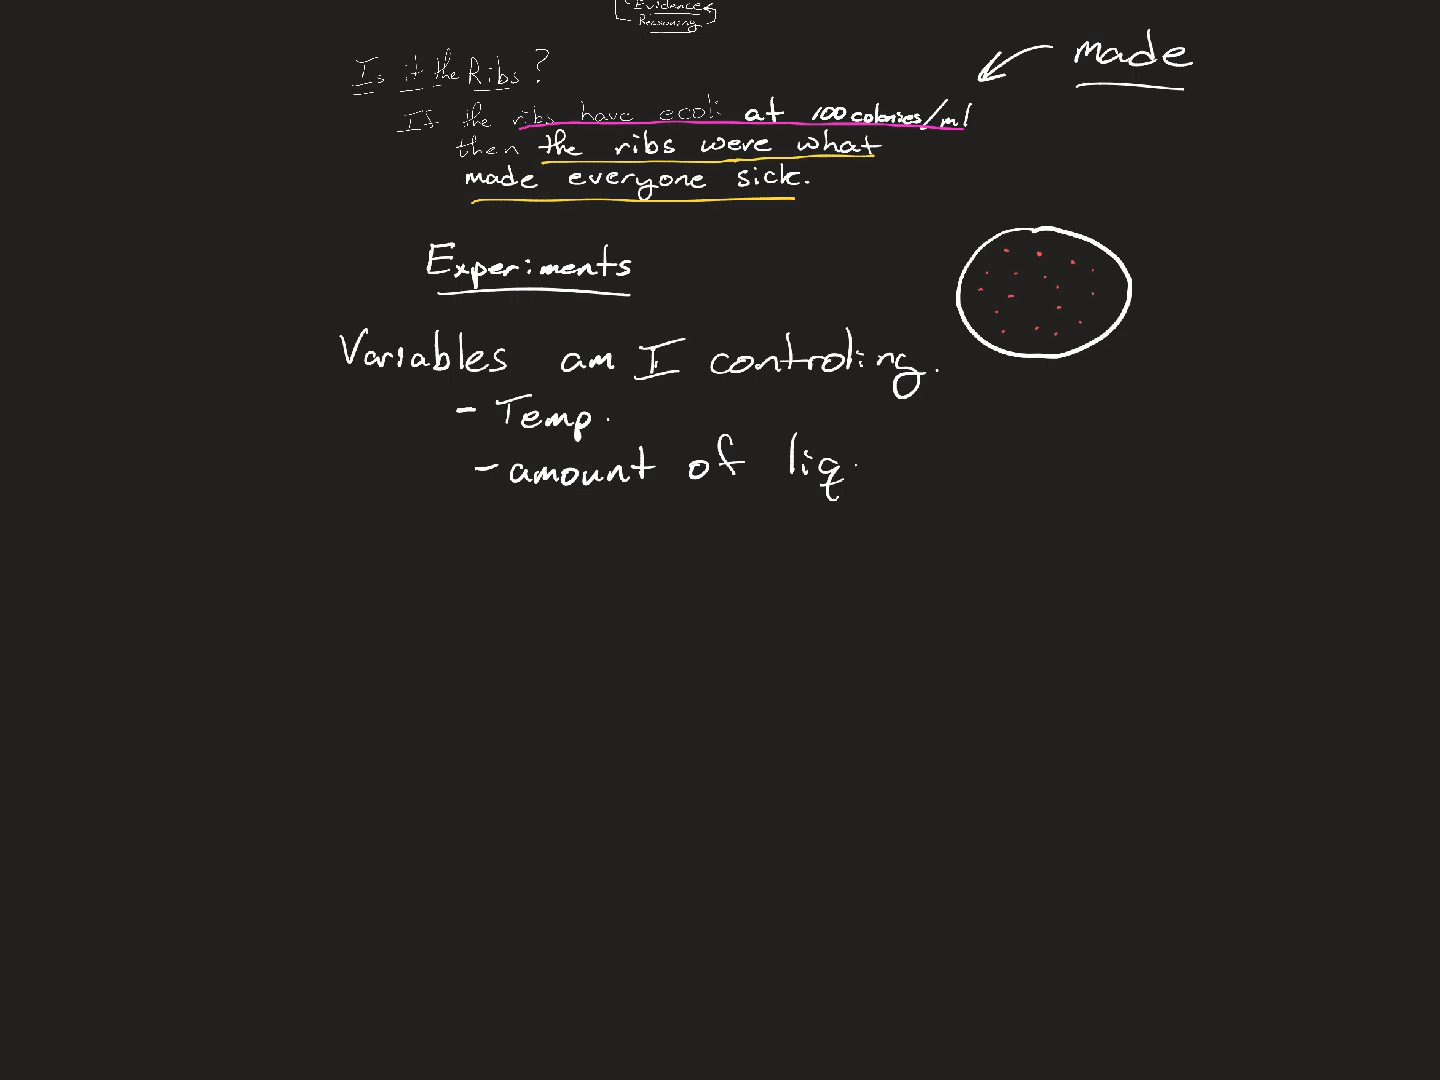 Evidence
Reasoning
made
Is it the Ribs?
If the ribs have ecoli at 100 colonies/ml
then the ribs were what
made everyone sick.
Experiments
Variables am I controling.
- Temp.
- amount of liq.